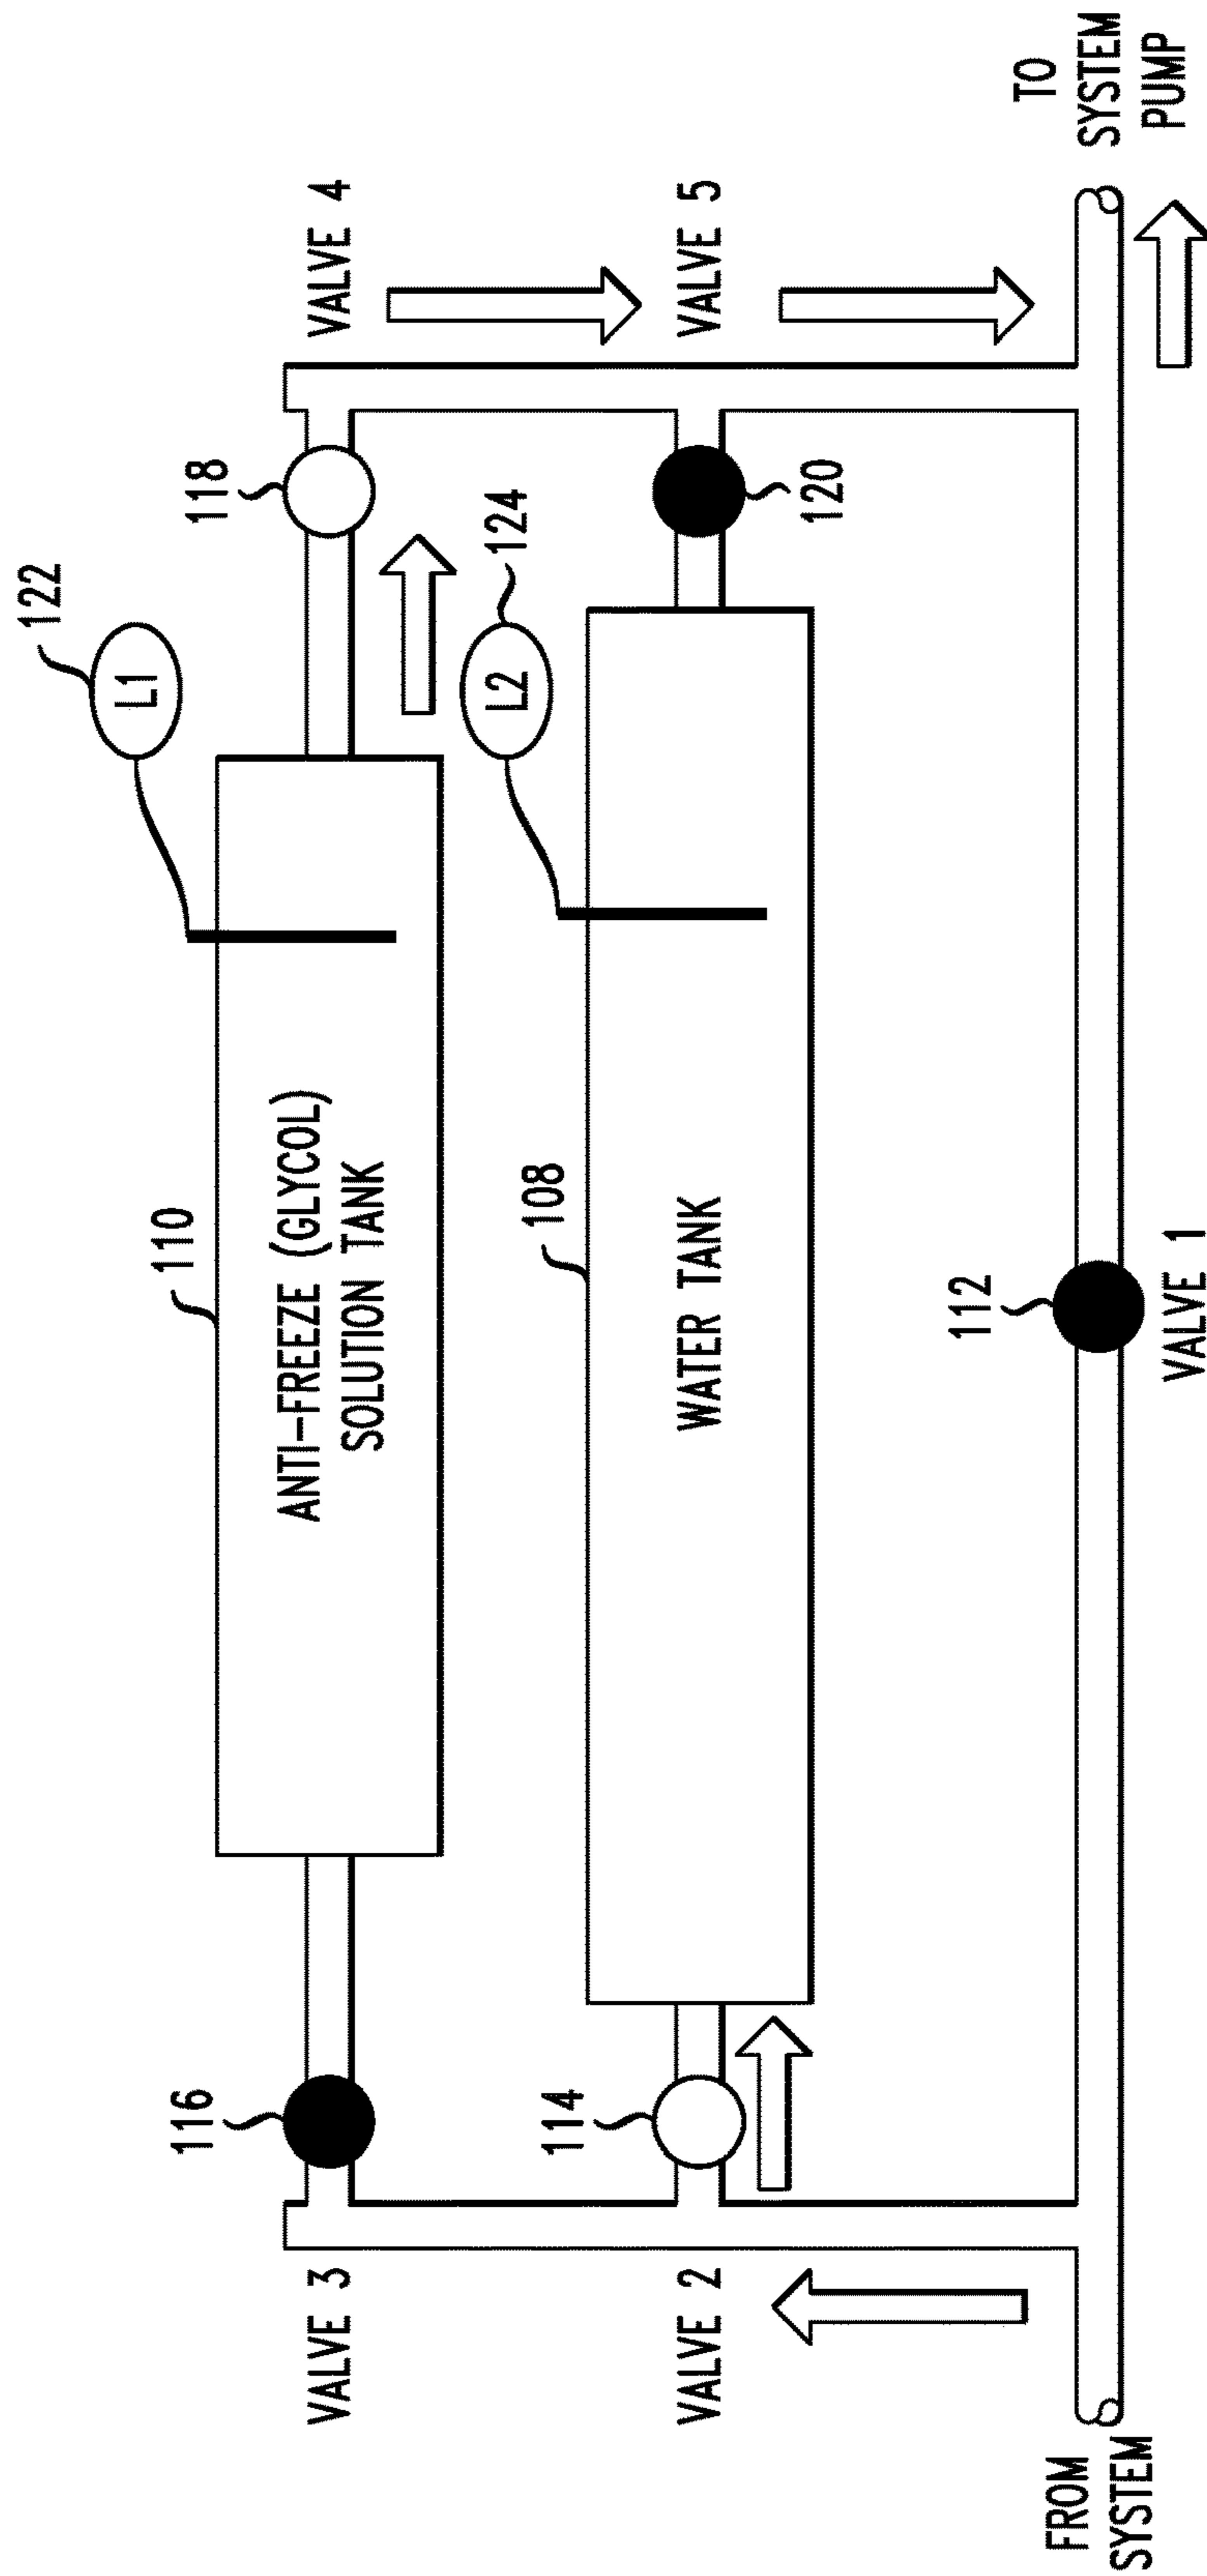 122
L1
110
ANTI-FREEZE (GLYCOL)
SOLUTION TANK
116
118
VALVE 3
VALVE 4
124
L2
108
WATER TANK
114
120
VALVE 2
VALVE 5
112
VALVE 1
FROM
SYSTEM
TO
SYSTEM
PUMP